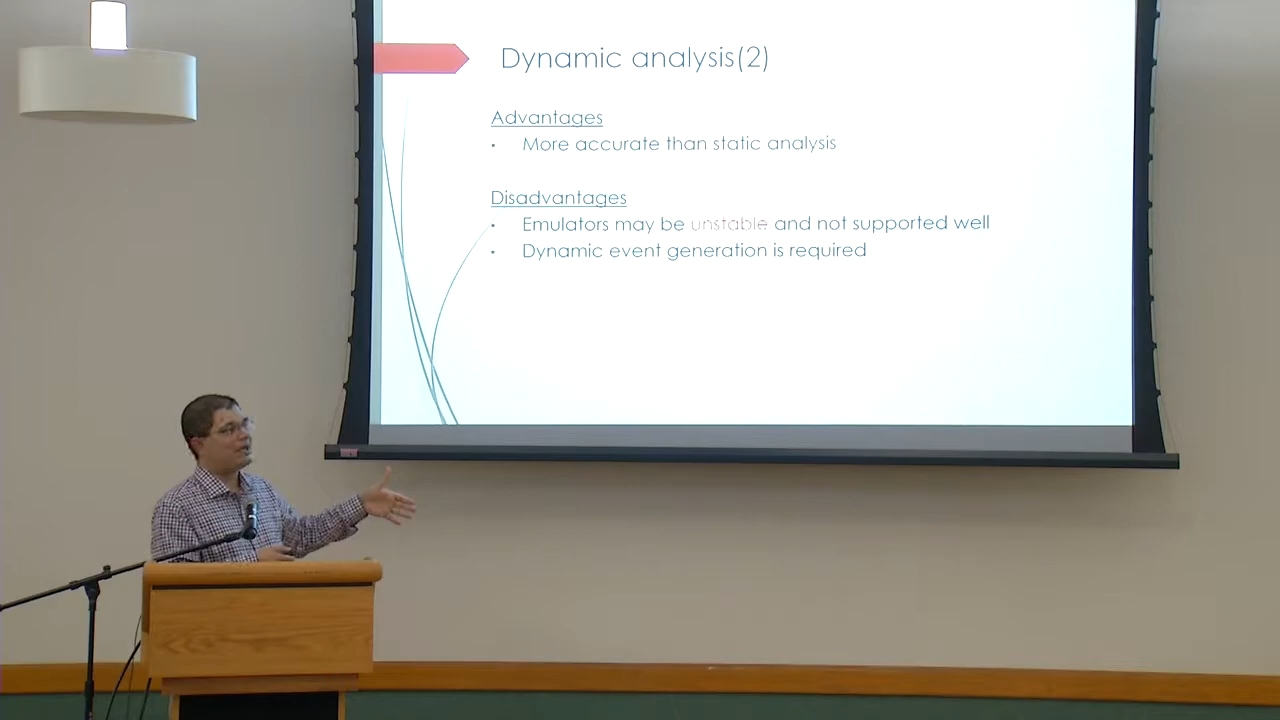 Dynamic analysis(2)
Advantages
• More accurate than static analysis
Disadvantages
• Emulators may be unstable and not supported well
• Dynamic event generation is required